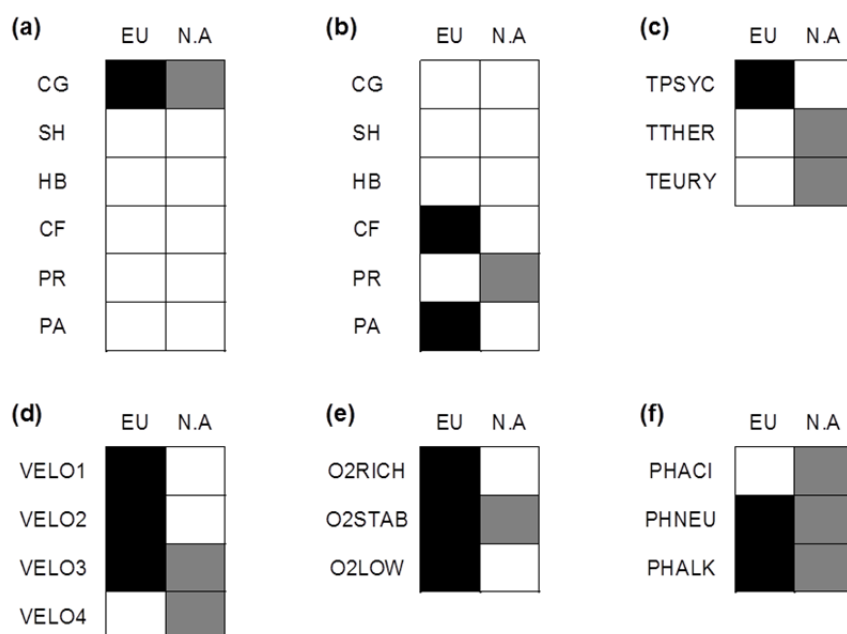 (a) EU N.A
CG
SH
HB
CF
PR
PA
(b) EU N.A
CG
SH
HB
CF
PR
PA
(c) EU N.A
TPSYC
TTHER
TEURY
(d) EU N.A
VELO1
VELO2
VELO3
VELO4
(e) EU N.A
O2RICH
O2STAB
O2LOW
(f) EU N.A
PHACI
PHNEU
PHALK